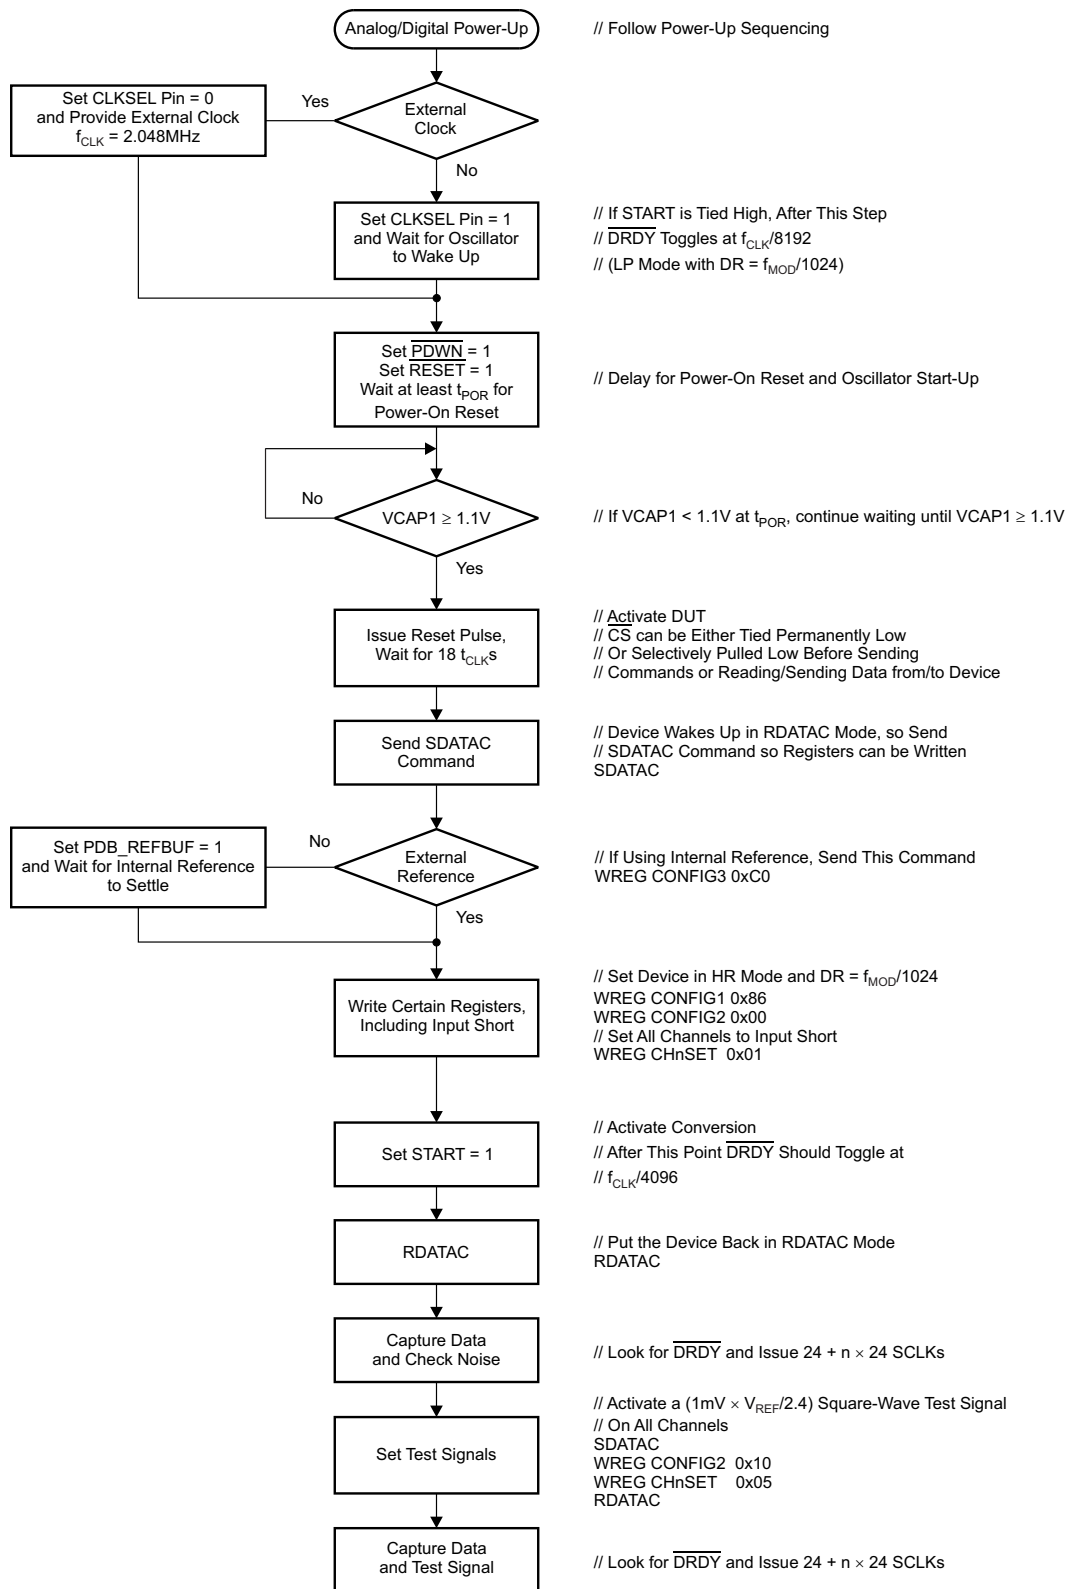 Analog/Digital Power-Up
// Follow Power-Up Sequencing
External
Clock
Yes
No
Set CLKSEL Pin = 0
and Provide External Clock
fCLK = 2.048MHz
Set CLKSEL Pin = 1
and Wait for Oscillator
to Wake Up
// If START is Tied High, After This Step
// DRDY Toggles at fCLK/8192
// (LP Mode with DR = fMOD/1024)
Set PDWN = 1
Set RESET = 1
Wait at least tPOR for
Power-On Reset
// Delay for Power-On Reset and Oscillator Start-Up
No
VCAP1 ≥ 1.1V
Yes
// If VCAP1 < 1.1V at tPOR, continue waiting until VCAP1 ≥ 1.1V
Issue Reset Pulse,
Wait for 18 tCLKs
// Activate DUT
// CS can be Either Tied Permanently Low
// Or Selectively Pulled Low Before Sending
// Commands or Reading/Sending Data from/to Device
Send SDATAC
Command
// Device Wakes Up in RDATAC Mode, so Send
// SDATAC Command so Registers can be Written
SDATAC
External
Reference
No
Yes
Set PDB_REFBUF = 1
and Wait for Internal Reference
to Settle
// If Using Internal Reference, Send This Command
WREG CONFIG3 0xC0
Write Certain Registers,
Including Input Short
// Set Device in HR Mode and DR = fMOD/1024
WREG CONFIG1 0x86
WREG CONFIG2 0x00
// Set All Channels to Input Short
WREG CHnSET 0x01
Set START = 1
// Activate Conversion
// After This Point DRDY Should Toggle at
// fCLK/4096
RDATAC
// Put the Device Back in RDATAC Mode
RDATAC
Capture Data
and Check Noise
// Look for DRDY and Issue 24 + n × 24 SCLKs
Set Test Signals
// Activate a (1mV × VREF/2.4) Square-Wave Test Signal
// On All Channels
SDATAC
WREG CONFIG2 0x10
WREG CHnSET 0x05
RDATAC
Capture Data
and Test Signal
// Look for DRDY and Issue 24 + n × 24 SCLKs